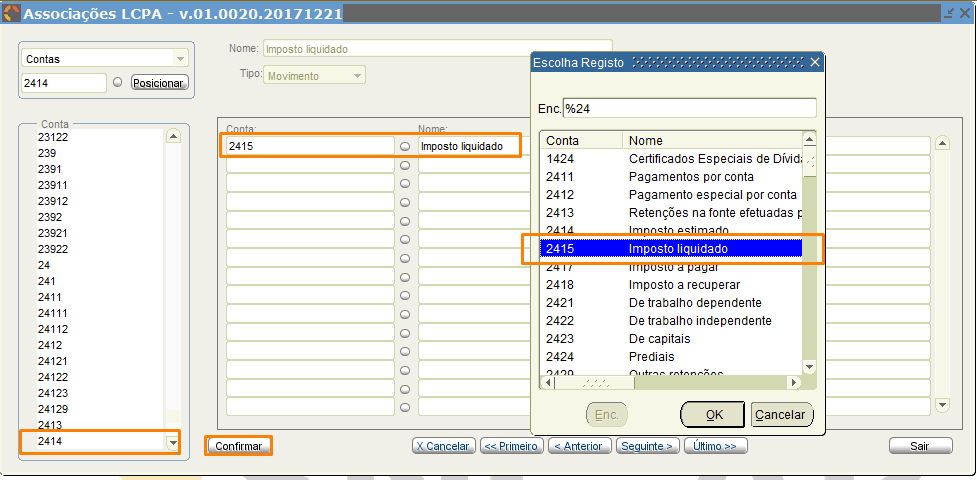 Associações LCPA - v.01.0020.20171221
Contas
2414 Posicionar
Nome: Imposto liquidado
Tipo: Movimento
Conta
23122
239
2391
23911
23912
2392
23921
23922
24
241
2411
24111
24112
2412
24121
24122
24123
24129
2413
2414
Conta: Nome:
2415 Imposto liquidado
Escolha Registo
Enc. %24
Conta Nome
1424 Certificados Especiais de Dívida
2411 Pagamentos por conta
2412 Pagamento especial por conta
2413 Retenções na fonte efetuadas p
2414 Imposto estimado
2415 Imposto liquidado
2417 Imposto a pagar
2418 Imposto a recuperar
2421 De trabalho dependente
2422 De trabalho independente
2423 De capitais
2424 Prediais
2429 Outras retenções
Enc. OK Cancelar
Confirmar X Cancelar << Primeiro < Anterior Seguinte > Último >> Sair